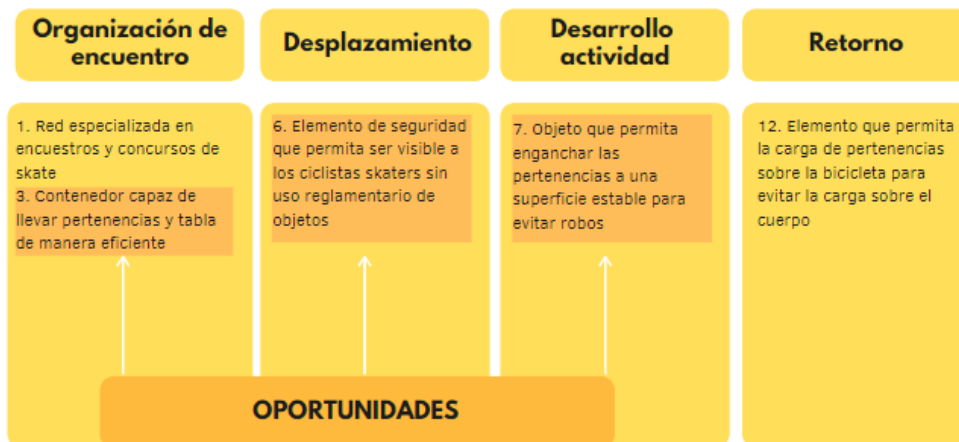 Organización de
encuentro
Desplazamiento
Desarrollo
actividad
Retorno
1. Red especializada en
encuestros y concursos de
skate
3. Contenedor capaz de
llevar pertenencias y tabla
de manera eficiente
6. Elemento de seguridad
que permita ser visible a
los ciclistas skaters sin
uso reglamentario de
objetos
7. Objeto que permita
enganchar las
pertenencias a una
superficie estable para
evitar robos
12. Elemento que permita
la carga de pertenencias
sobre la bicicleta para
evitar la carga sobre el
cuerpo
OPORTUNIDADES